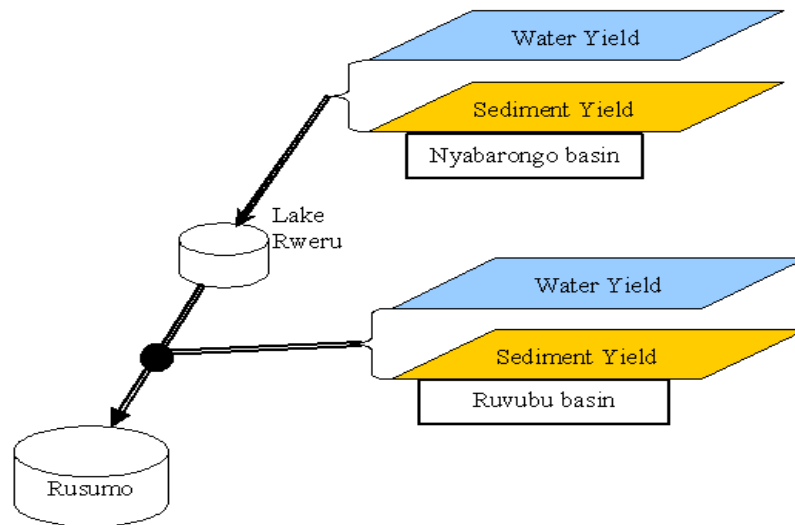 Water Yield
Sediment Yield
Nyabarongo basin
Lake
Rweru
Water Yield
Sediment Yield
Ruvubu basin
Rusumo